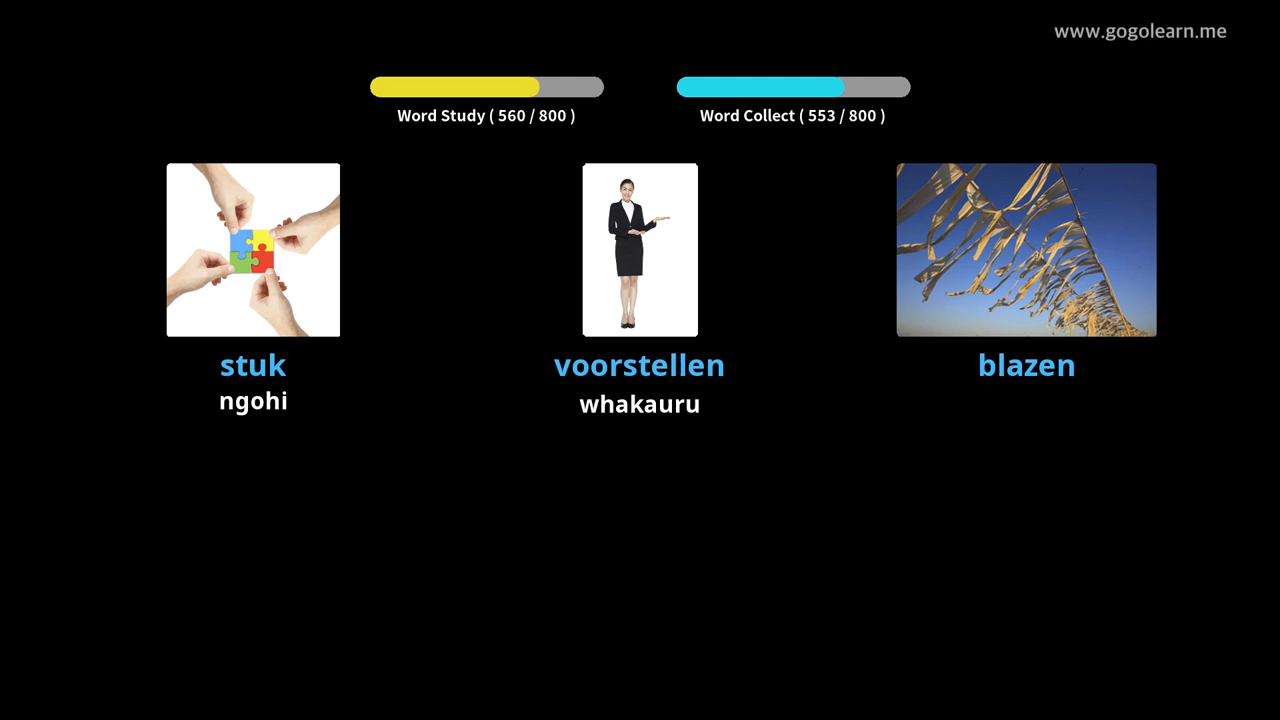 www.gogolearn.me
Word Study ( 560 / 800 )
Word Collect ( 553 / 800 )
stuk
voorstellen
blazen
ngohi
whakauru